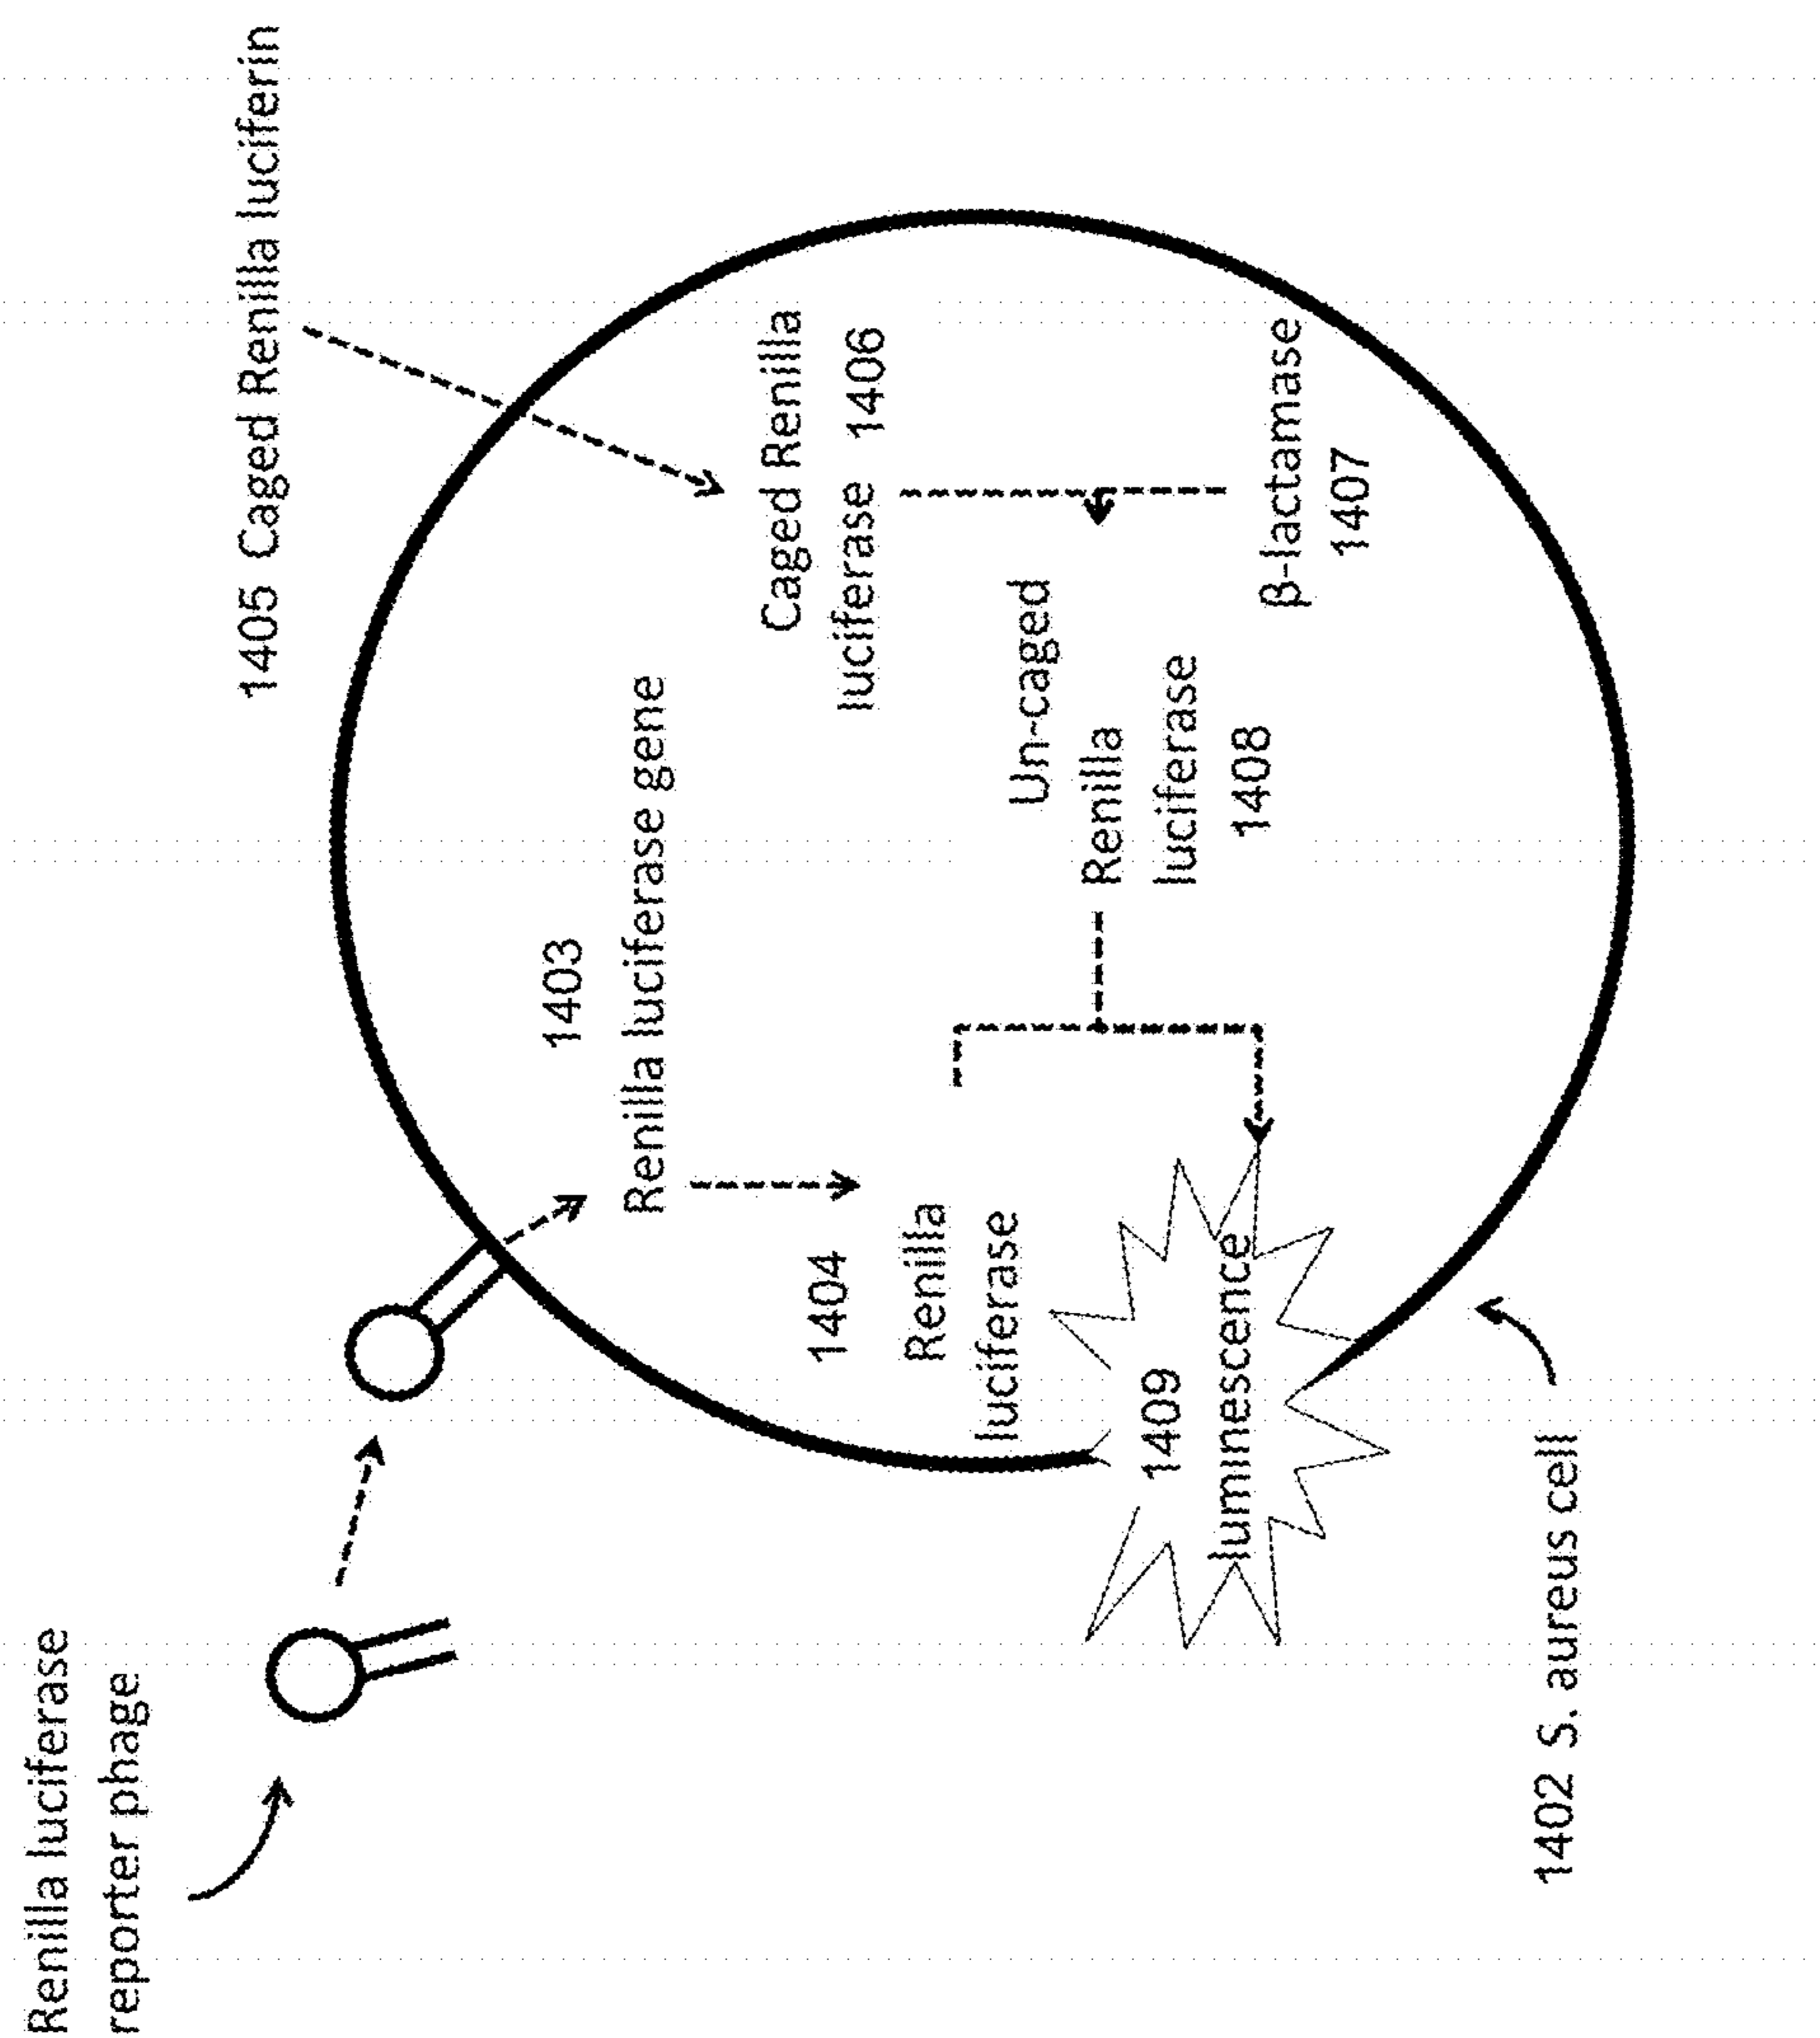 Renilla luciferase
reporter phage
1405 Caged Renilla luciferin
1403
Renilla luciferase gene
Caged Renilla
luciferase 1406
1404
Renilla
luciferase
Un-caged
Renilla
luciferase
1408
β-lactamase
1407
1409
luminescence
1402 S. aureus cell